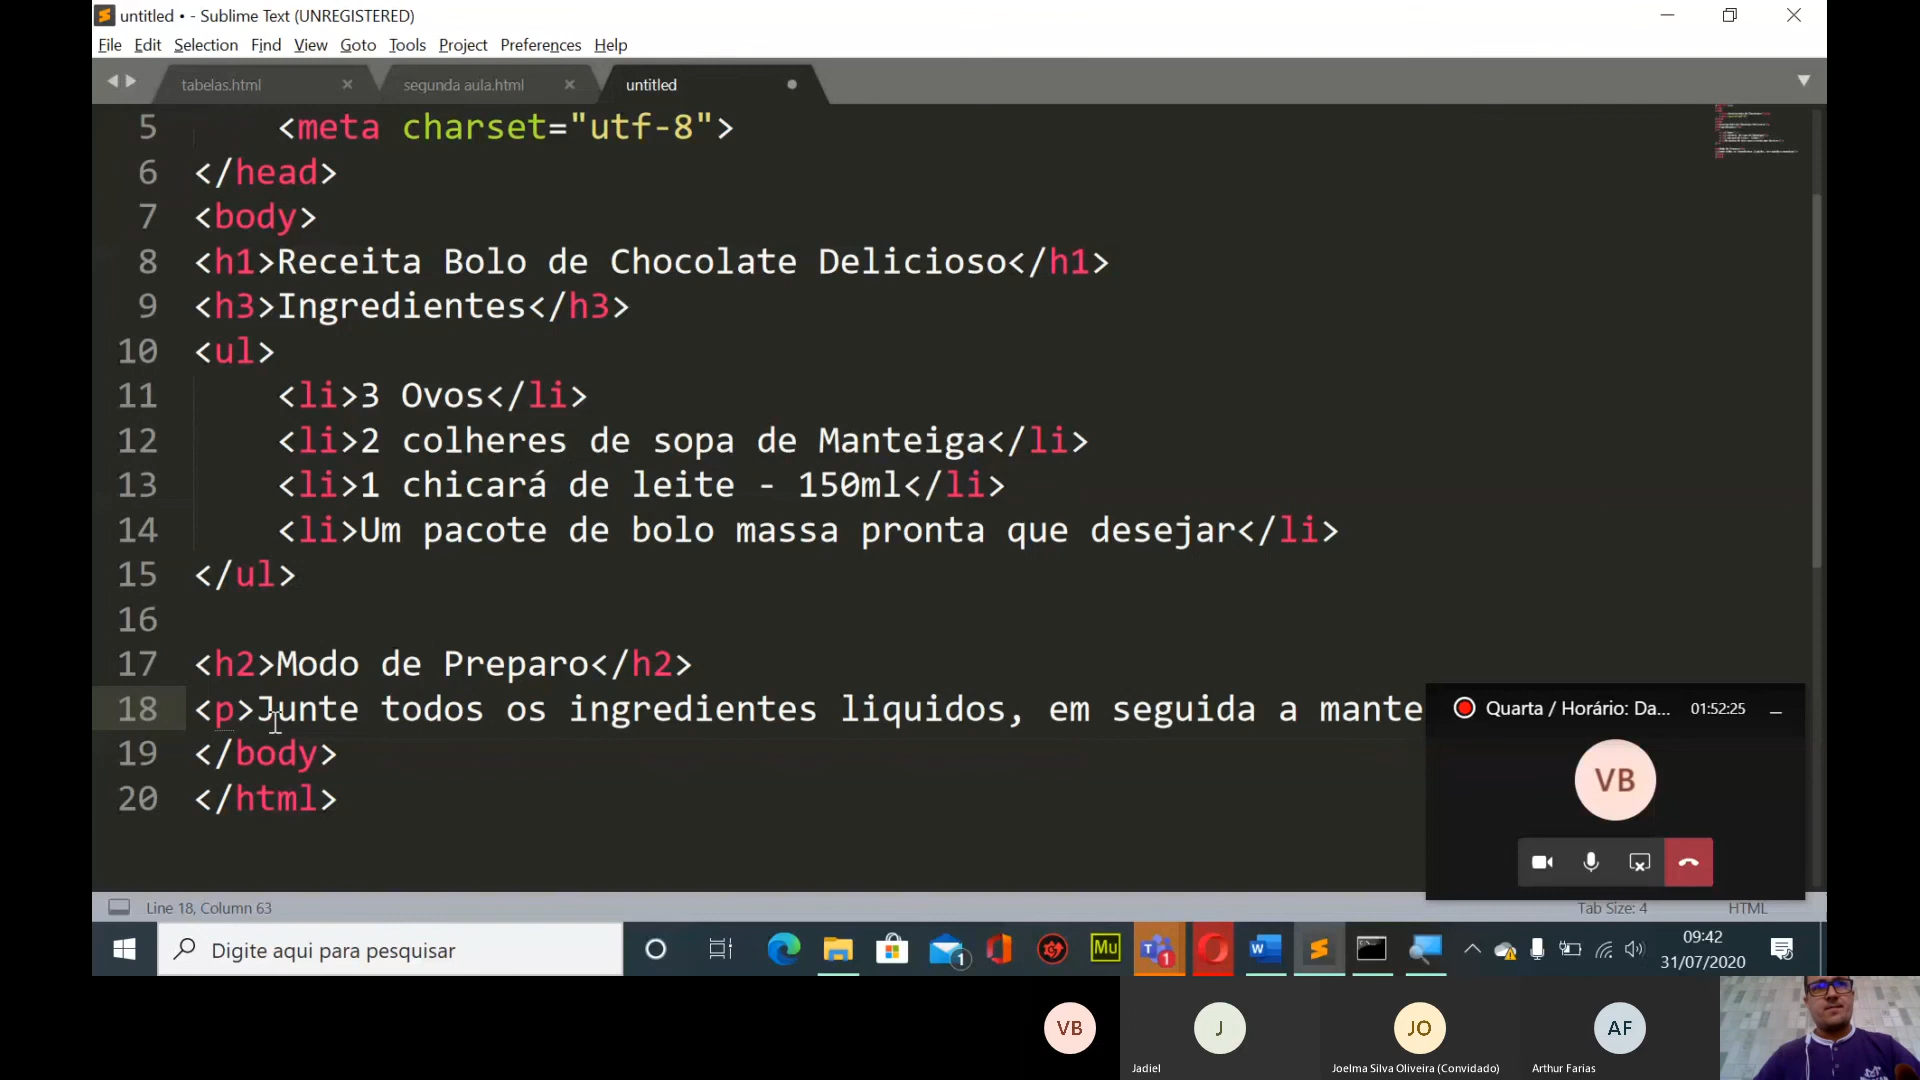 untitled • - Sublime Text (UNREGISTERED)
File Edit Selection Find View Goto Tools Project Preferences Help
tabelas.html segunda aula.html untitled
5 <meta charset="utf-8">
6 </head>
7 <body>
8 <h1>Receita Bolo de Chocolate Delicioso</h1>
9 <h3>Ingredientes</h3>
10 <ul>
11 <li>3 Ovos</li>
12 <li>2 colheres de sopa de Manteiga</li>
13 <li>1 chicará de leite - 150ml</li>
14 <li>Um pacote de bolo massa pronta que desejar</li>
15 </ul>
16
17 <h2>Modo de Preparo</h2>
18 <p>Junte todos os ingredientes liquidos, em seguida a mante
19 </body>
20 </html>
Quarta / Horário: Da... 01:52:25
VB
Line 18, Column 63 Tab Size: 4 HTML
Digite aqui para pesquisar
1
Mu
1
09:42
31/07/2020
VB J JO AF
Jadiel Joelma Silva Oliveira (Convidado) Arthur Farias